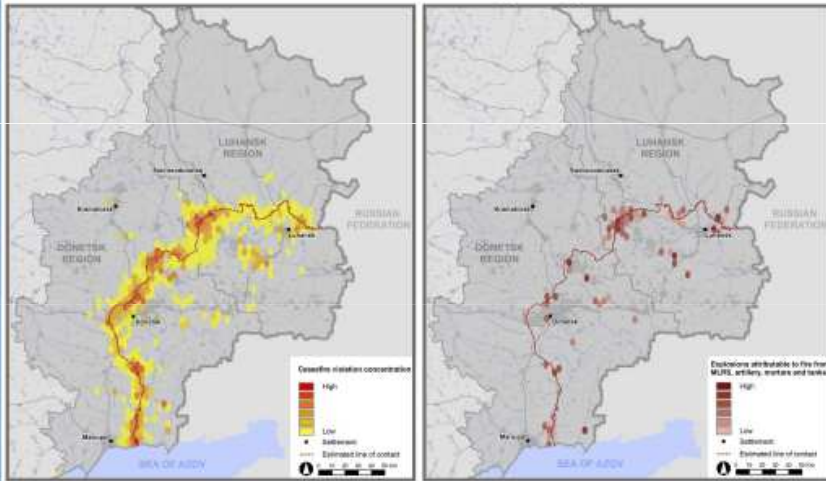 LUHANSK
REGION
Kramatorsk
RUSSIAN
FEDERATION
Luhansk
DONETSK
REGION
Donetsk
Ceasefire violation concentration
High
Low
Settlement
Estimated line of contact
Mariupol
SEA OF AZOV
LUHANSK
REGION
Kramatorsk
RUSSIAN
FEDERATION
Luhansk
DONETSK
REGION
Donetsk
Explosions attributable to fire from
MLRS, artillery, mortars and tanks
High
Low
Settlement
Estimated line of contact
Mariupol
SEA OF AZOV